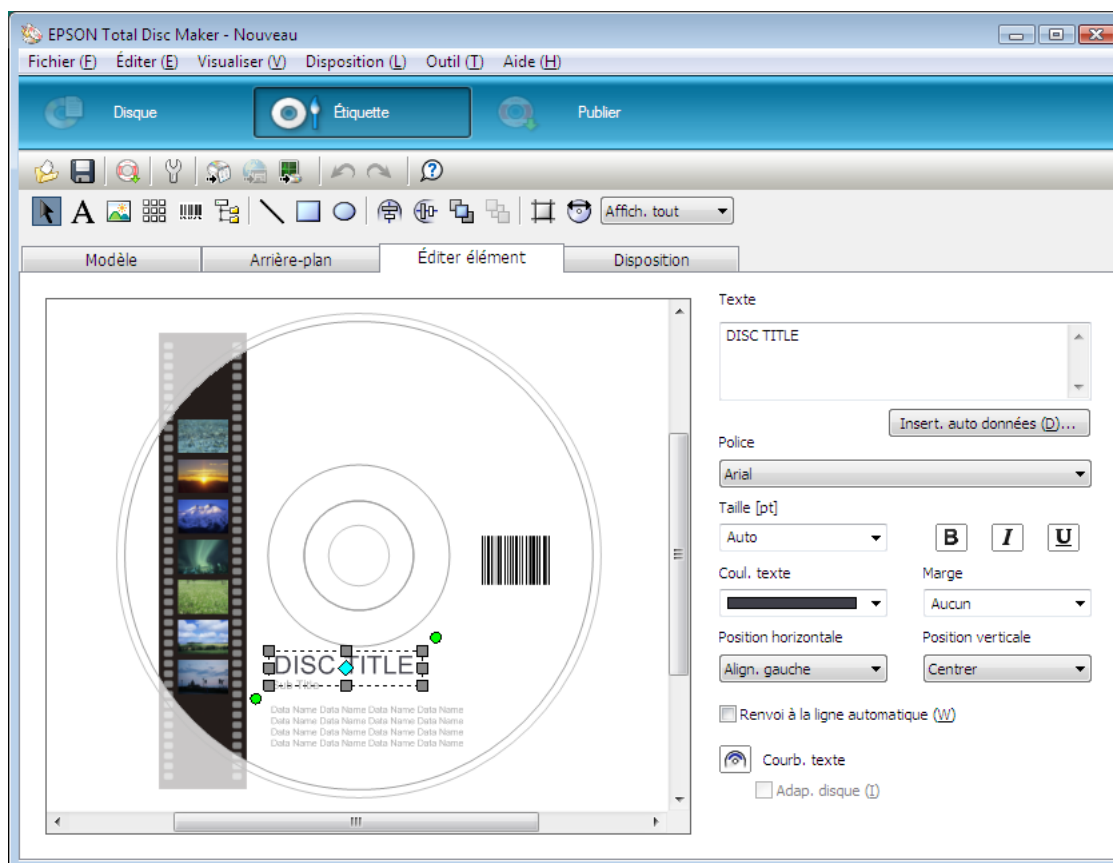 EPSON Total Disc Maker - Nouveau
Fichier (F) Éditer (E) Visualiser (V) Disposition (L) Outil (T) Aide (H)
Disque Étiquette Publier
A Affich. tout
Modèle Arrière-plan Éditer élément Disposition
Texte
DISC TITLE
Insert. auto données (D)...
Police
Arial
Taille [pt]
Auto B I U
Coul. texte Marge
Aucun
Position horizontale Position verticale
Align. gauche Centrer
Renvoi à la ligne automatique (W)
Courb. texte
Adap. disque (I)
DISC TITLE
Sub Title
Data Name Data Name Data Name Data Name
Data Name Data Name Data Name Data Name
Data Name Data Name Data Name Data Name
Data Name Data Name Data Name Data Name